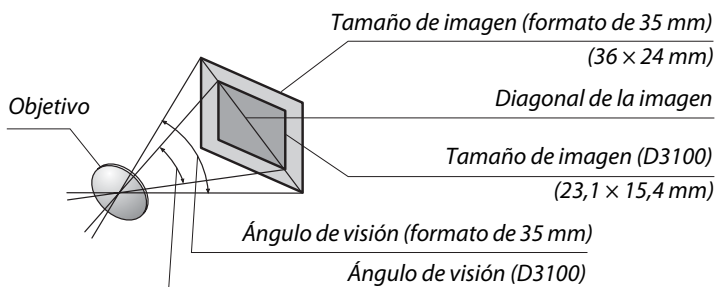 Tamaño de imagen (formato de 35 mm)
(36 × 24 mm)
Objetivo
Diagonal de la imagen
Tamaño de imagen (D3100)
(23,1 × 15,4 mm)
Ángulo de visión (formato de 35 mm)
Ángulo de visión (D3100)